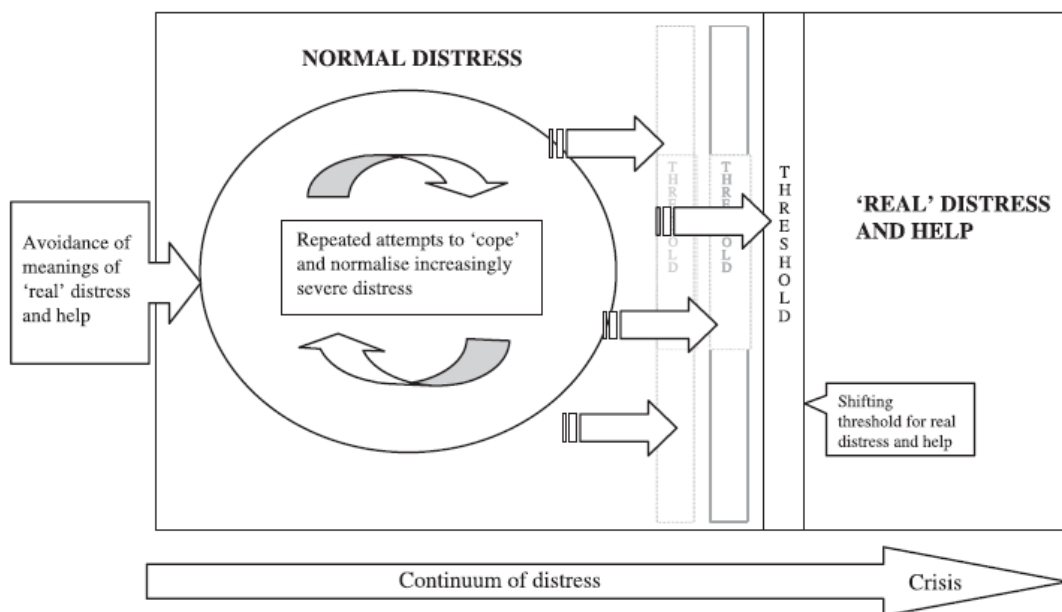 NORMAL DISTRESS
Avoidance of
meanings of
‘real’ distress
and help
Repeated attempts to ‘cope’
and normalise increasingly
severe distress
THRESHOLD
THRESHOLD
THRESHOLD
‘REAL’ DISTRESS
AND HELP
Shifting
threshold for real
distress and help
Continuum of distress
Crisis